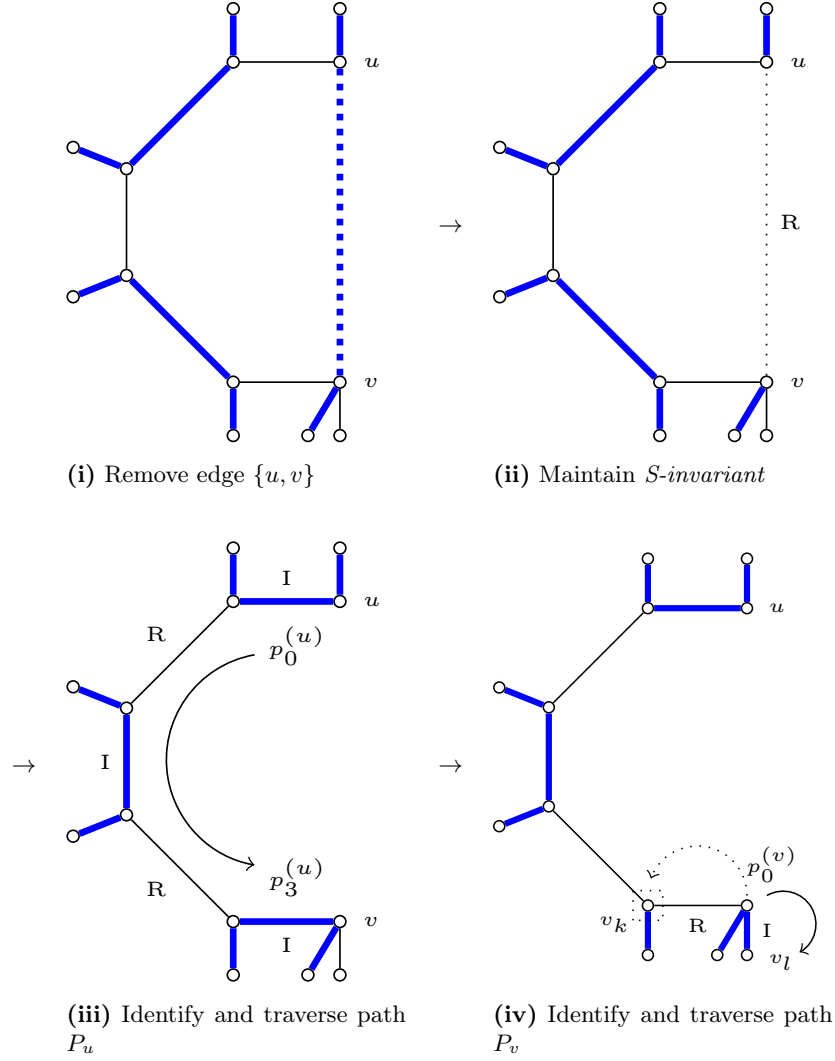 u
v
(i) Remove edge {u, v}
→
u
R
v
(ii) Maintain S-invariant
→
I
u
R
p_0^{(u)}
I
p_3^{(u)}
R
v
I
(iii) Identify and traverse path
P_u
→
u
p_0^{(v)}
v_k
R
I
v_l
(iv) Identify and traverse path
P_v